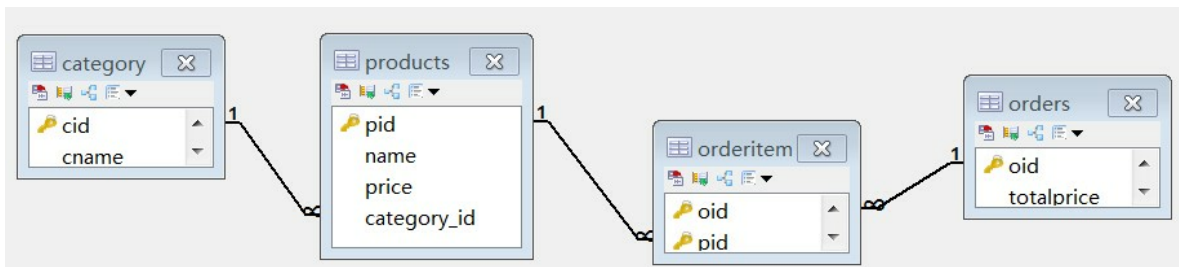 category
cid
cname
1
products
pid
name
price
category_id
1
orderitem
oid
pid
1
orders
oid
totalprice